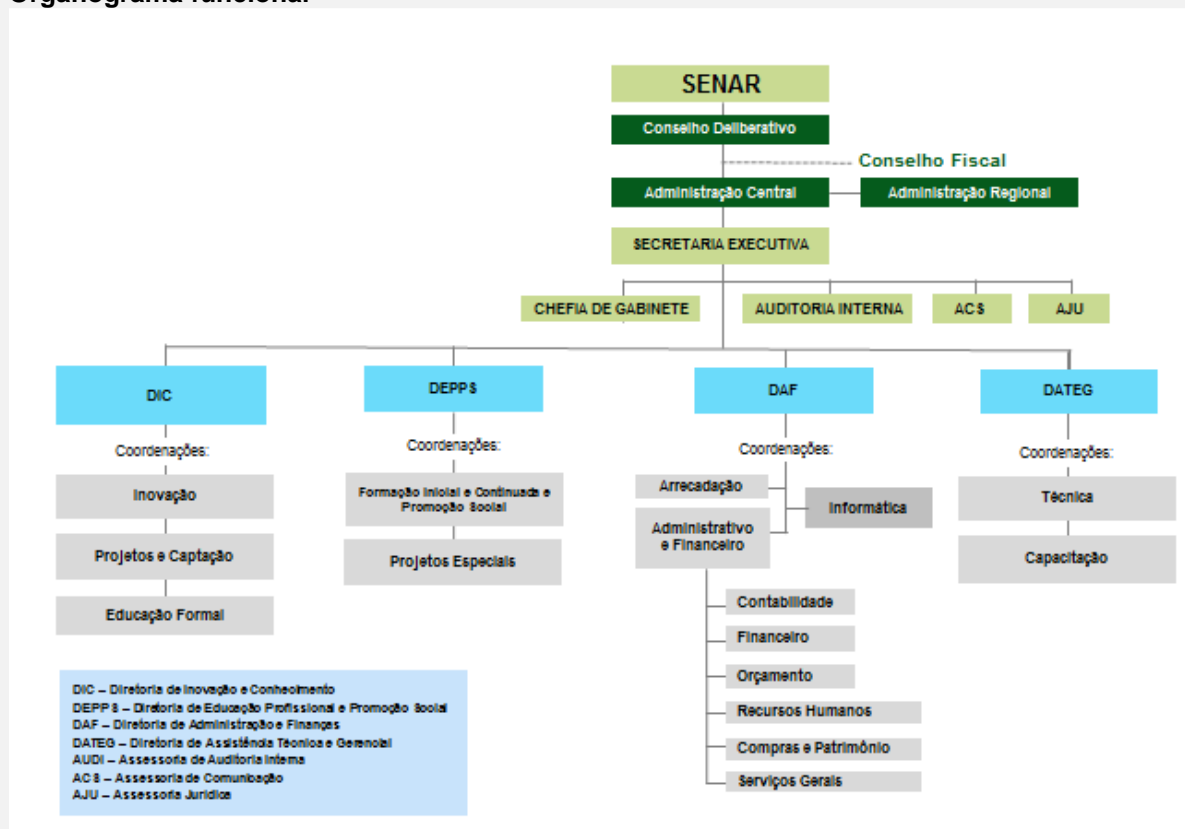 Organograma funcional
SENAR
Conselho Deliberativo
Conselho Fiscal
Administração Central
Administração Regional
SECRETARIA EXECUTIVA
CHEFIA DE GABINETE
AUDITORIA INTERNA
ACS
AJU
DIC
DEPPS
DAF
DATEG
Coordenações:
Coordenações:
Coordenações:
Coordenações:
Inovação
Projetos e Captação
Educação Formal
Formação Inicial e Continuada e
Promoção Social
Projetos Especiais
Arrecadação
Informática
Administrativo
e Financeiro
Contabilidade
Financeiro
Orçamento
Recursos Humanos
Compras e Patrimônio
Serviços Gerais
Técnica
Capacitação
DIC – Diretoria de Inovação e Conhecimento
DEPPS – Diretoria de Educação Profissional e Promoção Social
DAF – Diretoria de Administração e Finanças
DATEG – Diretoria de Assistência Técnica e Gerencial
AUDI – Assessoria de Auditoria Interna
ACS – Assessoria de Comunicação
AJU – Assessoria Jurídica